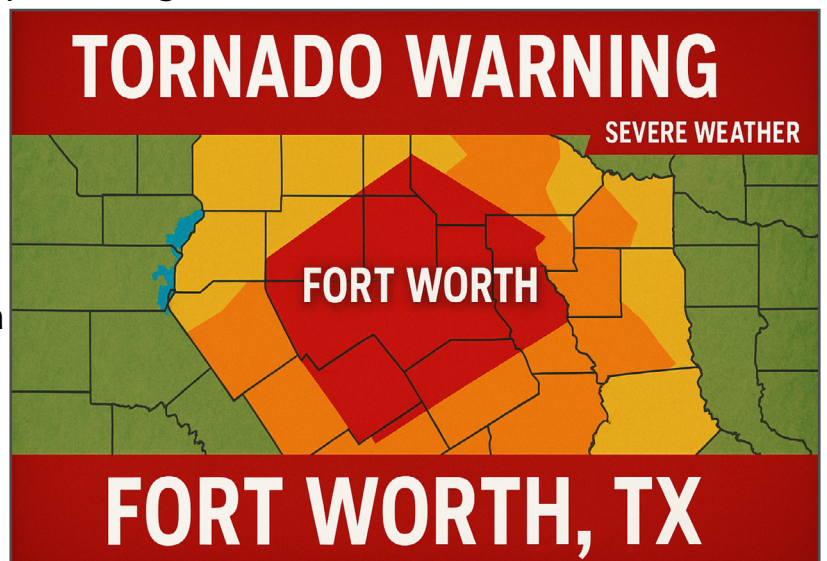 TORNADO WARNING
SEVERE WEATHER
FORT WORTH
FORT WORTH, TX